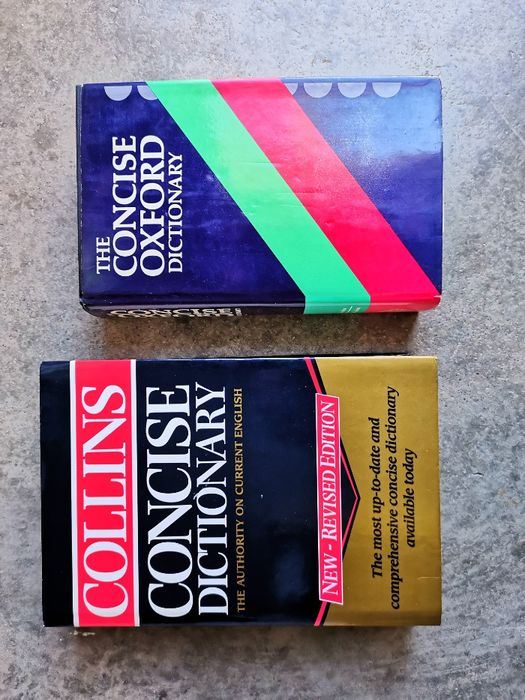 THE
CONCISE
OXFORD
DICTIONARY
CONCISE
COLLINS
CONCISE
DICTIONARY
THE AUTHORITY ON CURRENT ENGLISH
NEW-REVISED EDITION
The most up-to-date and
comprehensive concise dictionary
available today